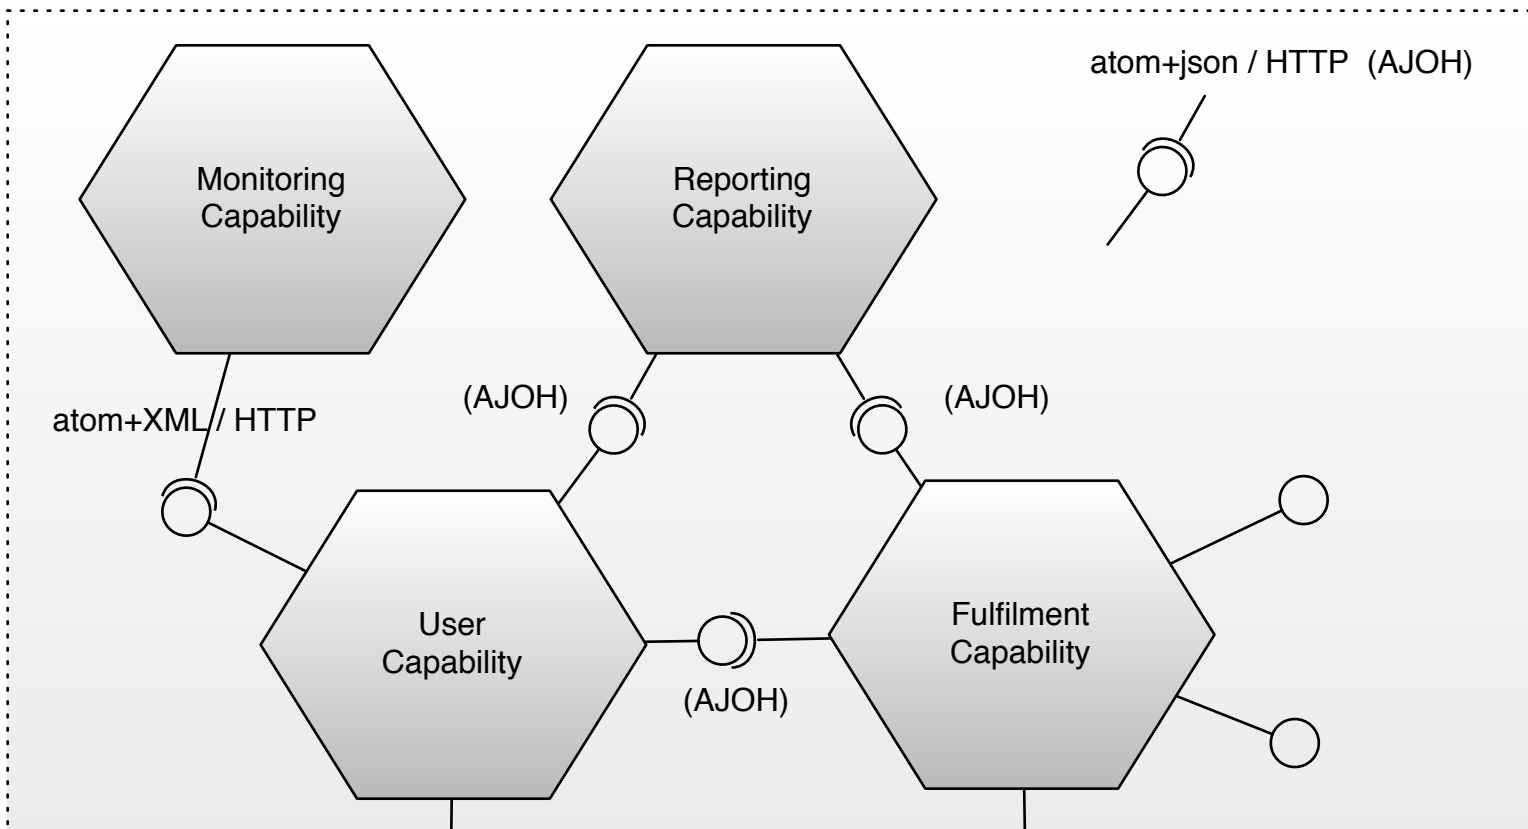 atom+json / HTTP (AJOH)
Monitoring
Capability
Reporting
Capability
(AJOH)
(AJOH)
atom+XML / HTTP
User
Capability
Fulfilment
Capability
(AJOH)